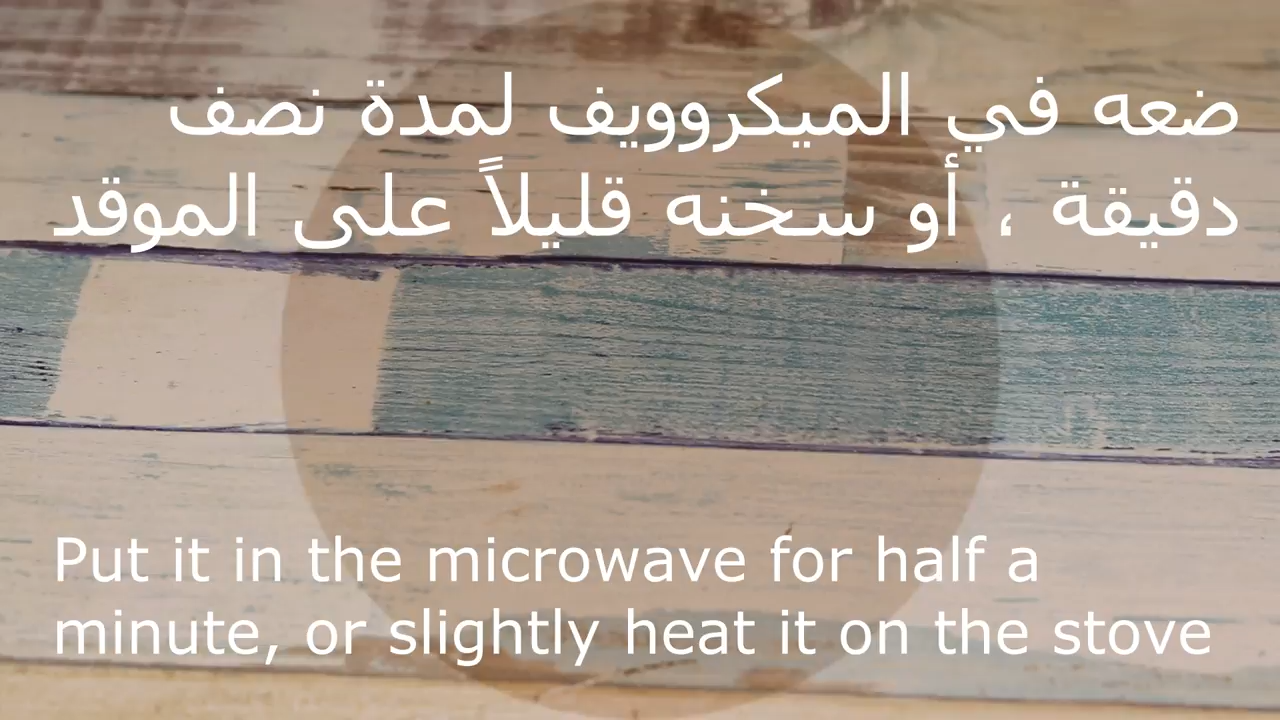 ضعه في الميكروويف لمدة نصف
دقيقة ، أو سخنه قليلاً على الموقد
Put it in the microwave for half a
minute, or slightly heat it on the stove